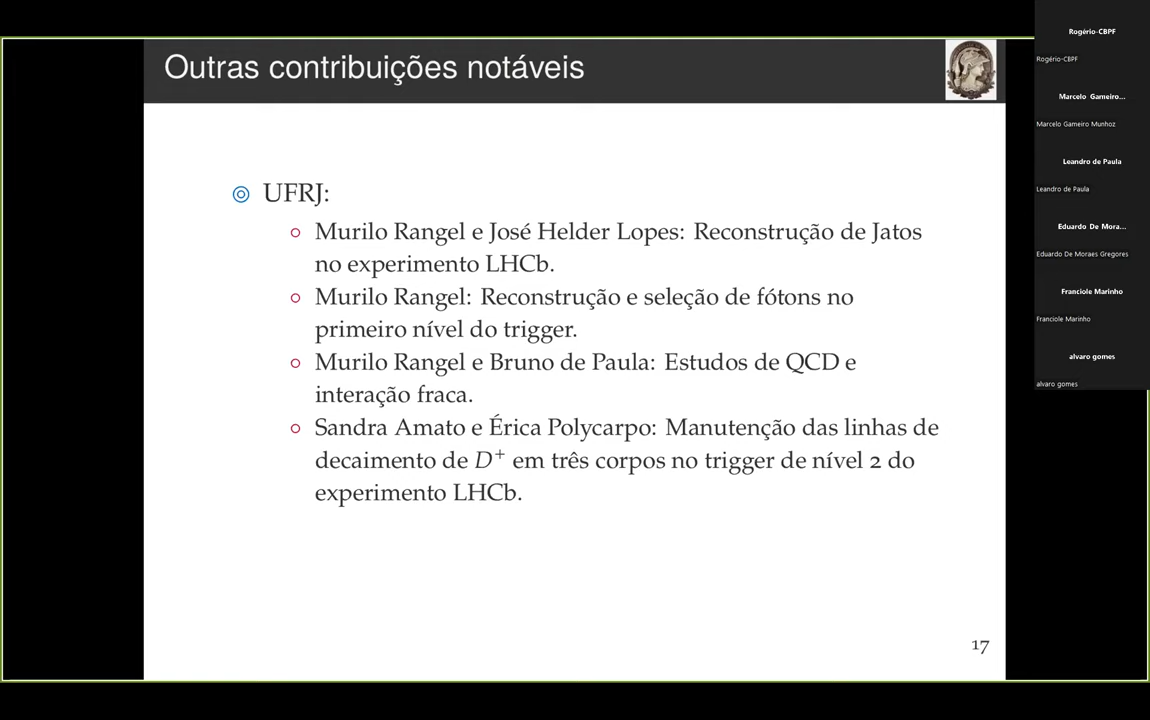 Outras contribuições notáveis
UFRJ:
Murilo Rangel e José Helder Lopes: Reconstrução de Jatos
no experimento LHCb.
Murilo Rangel: Reconstrução e seleção de fótons no
primeiro nível do trigger.
Murilo Rangel e Bruno de Paula: Estudos de QCD e
interação fraca.
Sandra Amato e Érica Polycarpo: Manutenção das linhas de
decaimento de D⁺ em três corpos no trigger de nível 2 do
experimento LHCb.
17
Rogério-CBPF
Rogério-CBPF
Marcelo Gameiro...
Marcelo Gameiro Munhoz
Leandro de Paula
Leandro de Paula
Eduardo De Mora...
Eduardo De Moraes Gregores
Franciole Marinho
Franciole Marinho
alvaro gomes
alvaro gomes